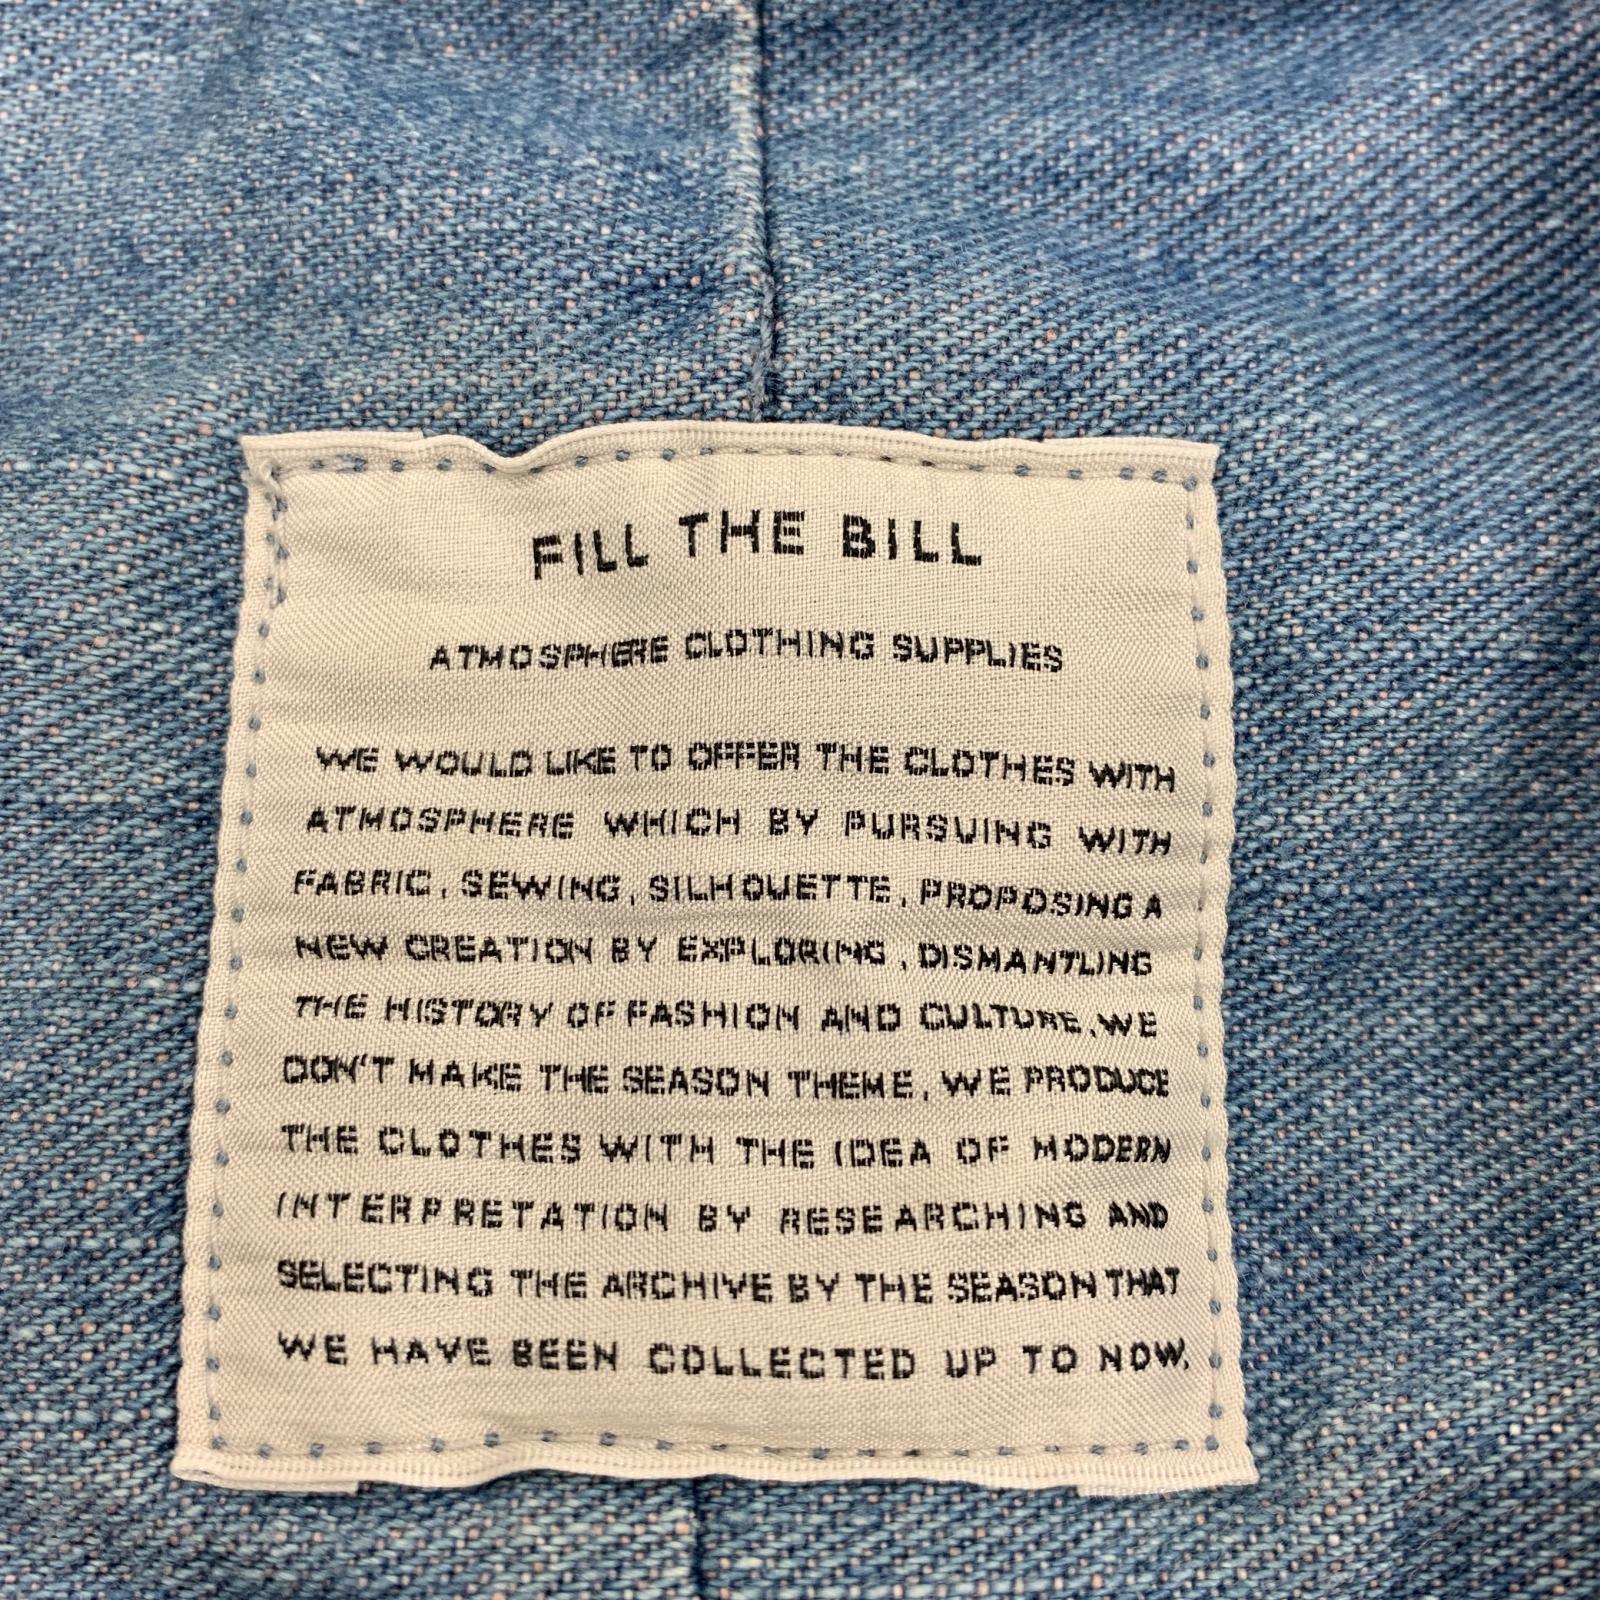 FILL THE BILL
ATMOSPHERE CLOTHING SUPPLIES
WE WOULD LIKE TO OFFER THE CLOTHES WITH
ATMOSPHERE WHICH BY PURSUING WITH
FABRIC, SEWING, SILHOUETTE, PROPOSING A
NEW CREATION BY EXPLORING, DISMANTLING
THE HISTORY OF FASHION AND CULTURE, WE
DON'T MAKE THE SEASON THEME, WE PRODUCE
THE CLOTHES WITH THE IDEA OF MODERN
INTERPRETATION BY RESEARCHING AND
SELECTING THE ARCHIVE BY THE SEASON THAT
WE HAVE BEEN COLLECTED UP TO NOW.